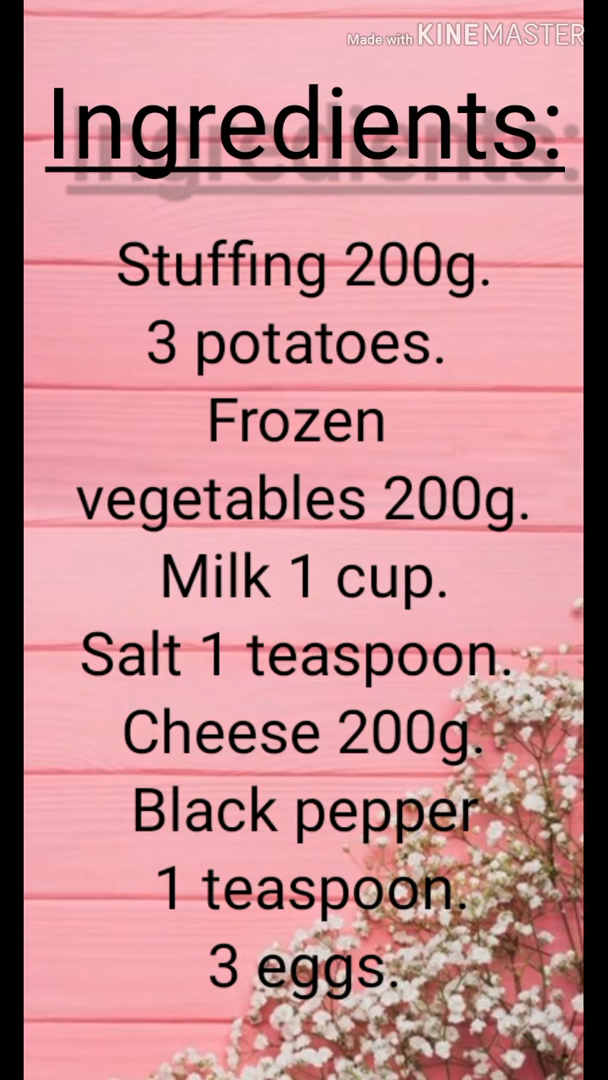 Made with KINEMASTER
Ingredients:
Stuffing 200g.
3 potatoes.
Frozen
vegetables 200g.
Milk 1 cup.
Salt 1 teaspoon.
Cheese 200g.
Black pepper
1 teaspoon.
3 eggs.